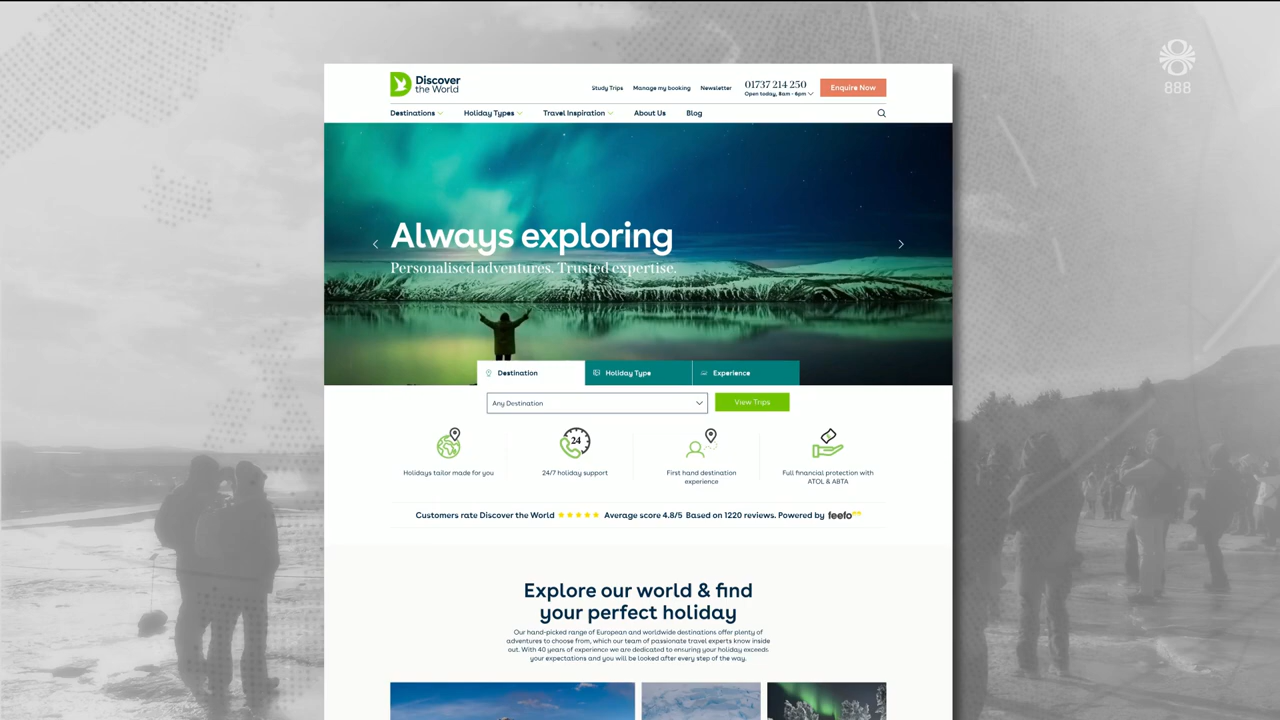 888
Discover
the World
Study Trips
Manage my booking
Newsletter
01737 214 250
Open today, 8am - 6pm
Enquire Now
Destinations
Holiday Types
Travel Inspiration
About Us
Blog
Always exploring
Personalised adventures. Trusted expertise.
Destination
Holiday Type
Experience
Any Destination
View Trips
24
Holidays tailor made for you
24/7 holiday support
First hand destination
experience
Full financial protection with
ATOL & ABTA
Customers rate Discover the World
Average score 4.8/5 Based on 1220 reviews. Powered by feefo
Explore our world & find
your perfect holiday
Our hand-picked range of European and worldwide destinations offer plenty of
adventures to choose from, which our team of passionate travel experts know inside
out. With 40 years of experience we are dedicated to ensuring your holiday exceeds
your expectations and you will be looked after every step of the way.